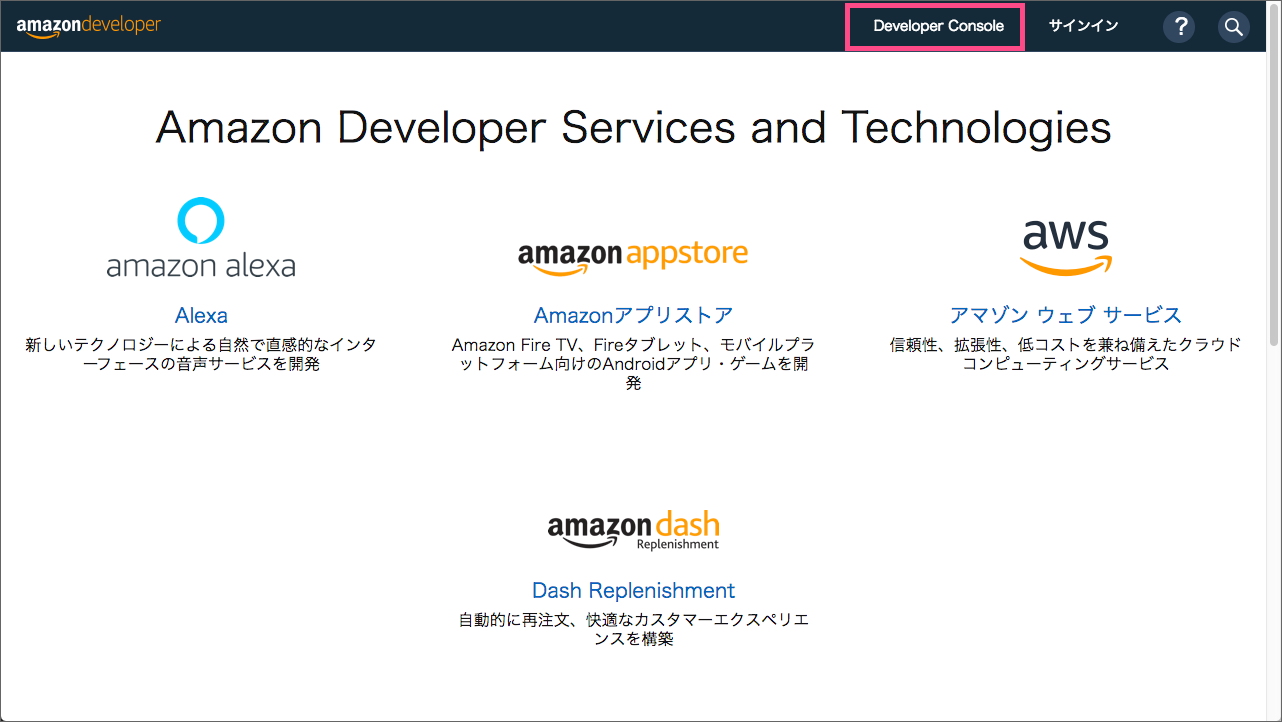 amazondeveloper
Developer Console
サインイン
?
Amazon Developer Services and Technologies
amazon alexa
Alexa
新しいテクノロジーによる自然で直感的なインタ
ーフェースの音声サービスを開発
amazon appstore
Amazonアプリストア
Amazon Fire TV、Fireタブレット、モバイルプラ
ットフォーム向けのAndroidアプリ・ゲームを開
発
aws
アマゾン ウェブ サービス
信頼性、拡張性、低コストを兼ね備えたクラウド
コンピューティングサービス
amazon dash
Replenishment
Dash Replenishment
自動的に再注文、快適なカスタマーエクスペリエ
ンスを構築